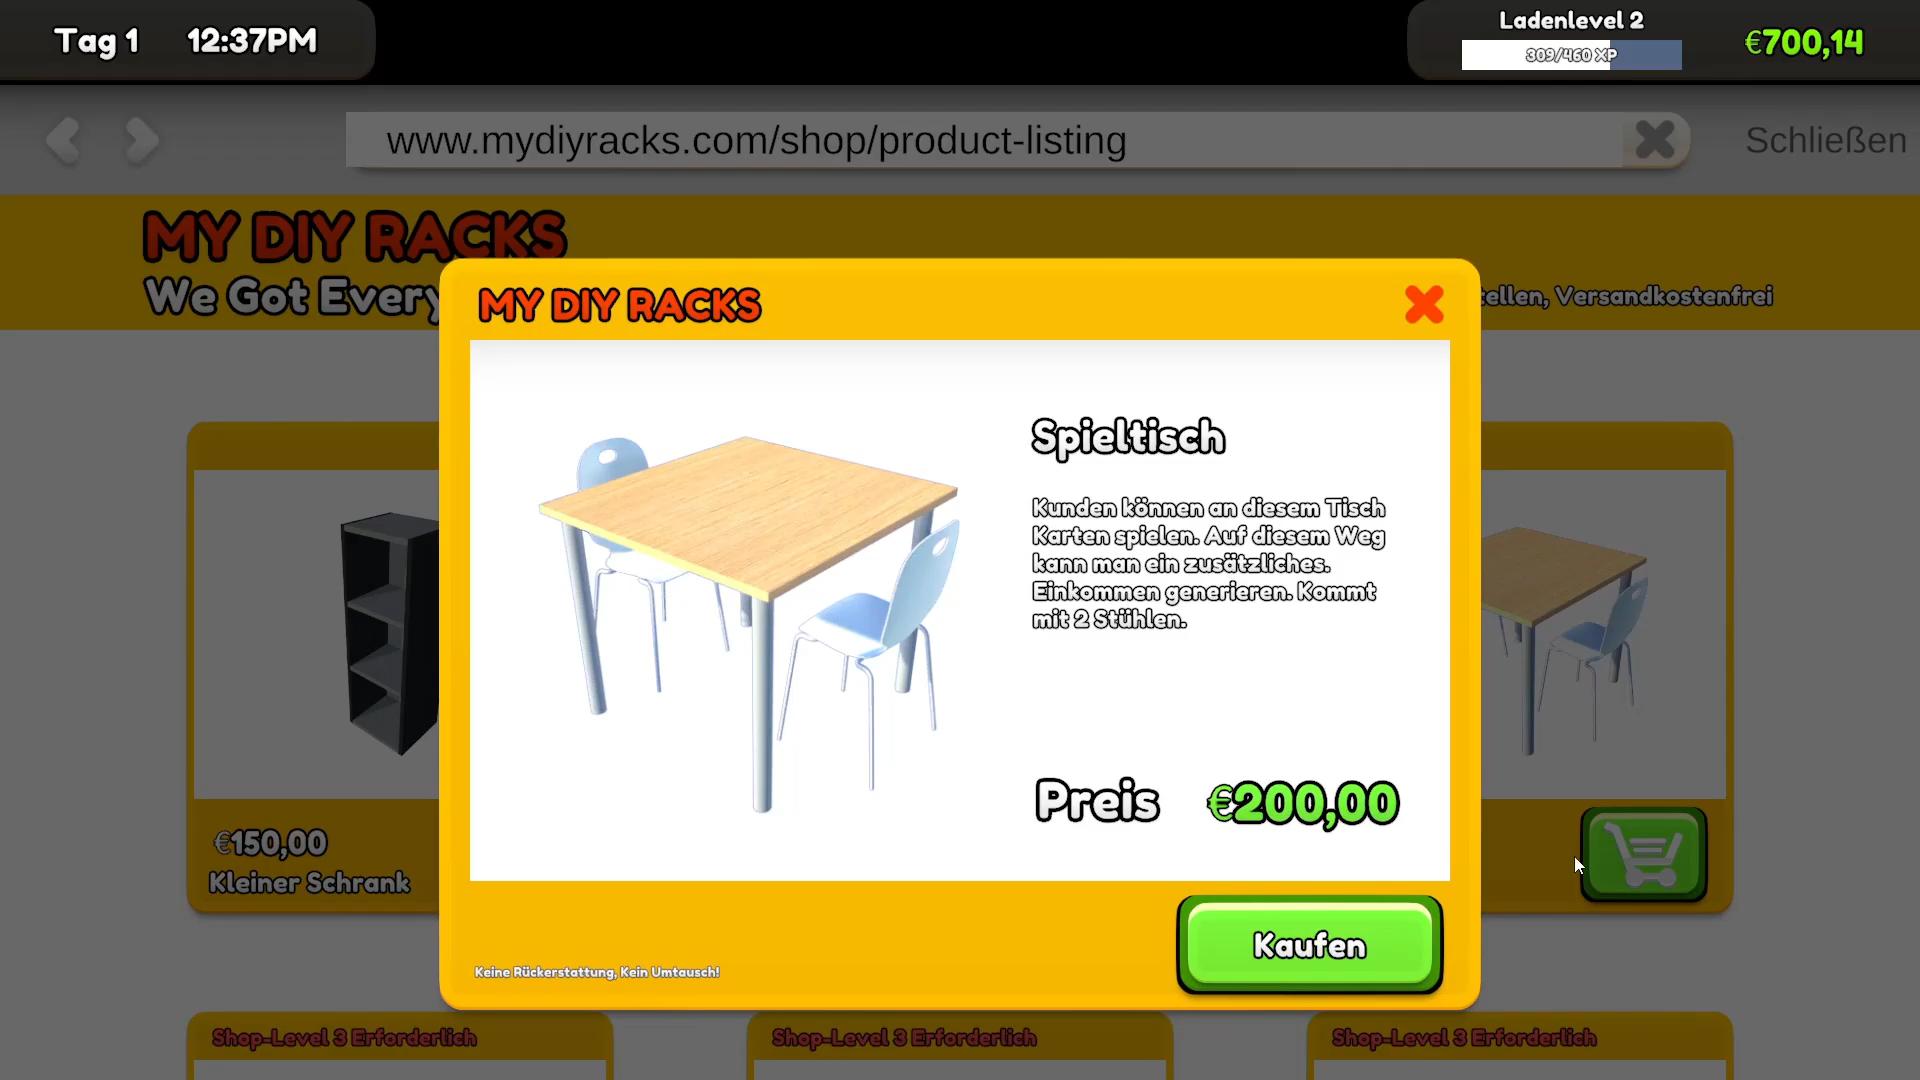 Tag 1 12:37PM
Ladenlevel 2
309/460 XP
€700,14
www.mydiyracks.com/shop/product-listing
Schließen
MY DIY RACKS
We Got Every
Versandkostenfrei
MY DIY RACKS
Spieltisch
Kunden können an diesem Tisch
Karten spielen. Auf diesem Weg
kann man ein zusätzliches.
Einkommen generieren. Kommt
mit 2 Stühlen.
Preis €200,00
€150,00
Kleiner Schrank
Kaufen
Keine Rückerstattung, Kein Umtausch!
Shop-Level 3 Erforderlich
Shop-Level 3 Erforderlich
Shop-Level 3 Erforderlich